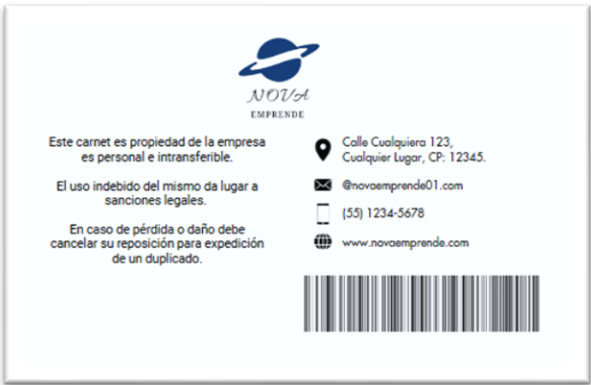 NOVA
EMPRENDE
Este carnet es propiedad de la empresa
es personal e intransferible.
El uso indebido del mismo da lugar a
sanciones legales.
En caso de pérdida o daño debe
cancelar su reposición para expedición
de un duplicado.
Calle Cualquiera 123,
Cualquier Lugar, CP: 12345.
@novaemprende01.com
(55) 1234-5678
www.novaemprende.com